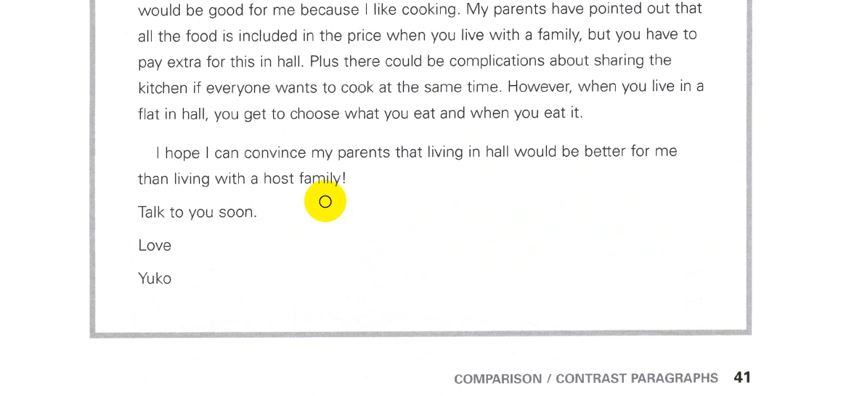 would be good for me because I like cooking. My parents have pointed out that
all the food is included in the price when you live with a family, but you have to
pay extra for this in hall. Plus there could be complications about sharing the
kitchen if everyone wants to cook at the same time. However, when you live in a
flat in hall, you get to choose what you eat and when you eat it.
I hope I can convince my parents that living in hall would be better for me
than living with a host family!
Talk to you soon.
Love
Yuko
COMPARISON / CONTRAST PARAGRAPHS 41